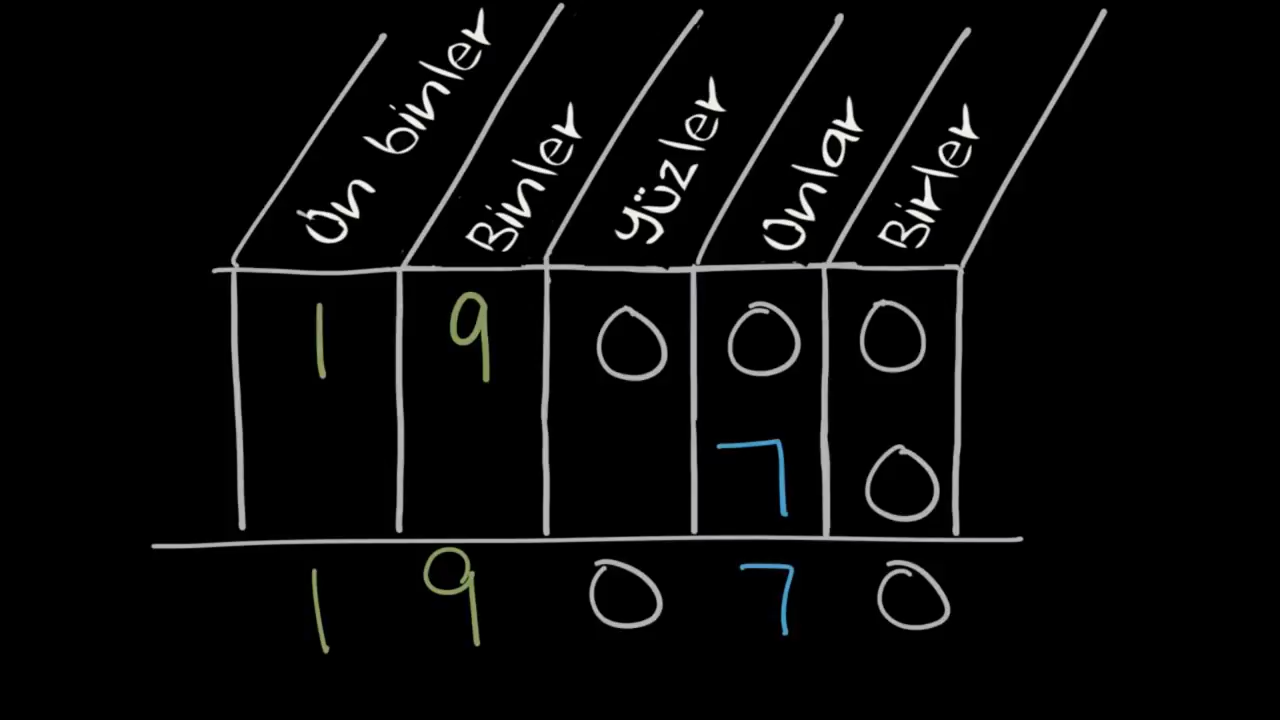 On binler Binler Yüzler Onlar Birler
1 9 0 0 0
7 0
1 9 0 7 0